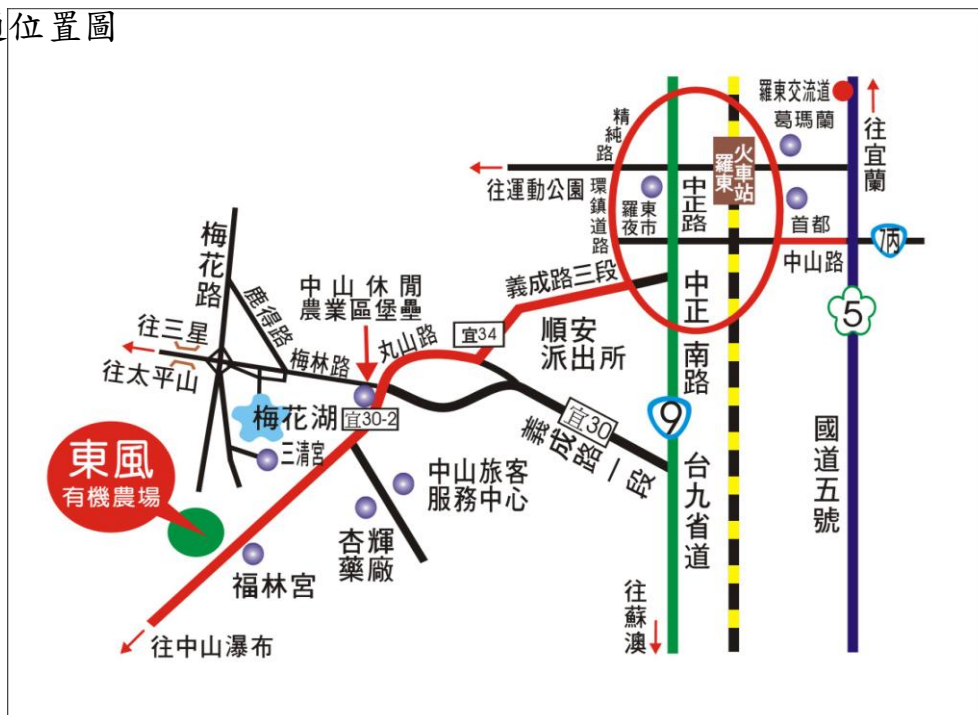 位置圖
羅東交流道
葛瑪蘭
往宜蘭
精純路
往運動公園
環鎮道路
羅東
夜市
中正路
羅東
火車站
首都
中山路
7丙
梅花路
鹿得路
中山休閒
農業區堡壘
義成路三段
中正南路
宜34
順安
派出所
丸山路
往三星
往太平山
梅林路
5
9
梅花湖
宜30-2
宜30
義成路一段
國道五號
三清宮
東風
有機農場
中山旅客
服務中心
台九省道
杏輝
藥廠
福林宮
往蘇澳
往中山瀑布